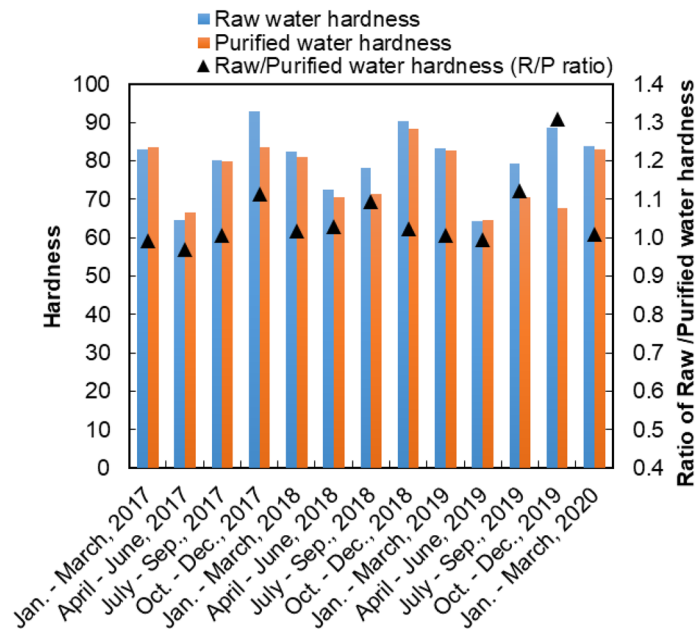 Raw water hardness
Purified water hardness
Raw/Purified water hardness (R/P ratio)
100
90
80
70
60
50
40
30
20
10
0
Hardness
1.4
1.3
1.2
1.1
1.0
0.9
0.8
0.7
0.6
0.5
0.4
Ratio of Raw /Purified water hardness
Jan. - March, 2017
April - June, 2017
July - Sep., 2017
Oct. - Dec., 2017
Jan. - March, 2018
April - June, 2018
July - Sep., 2018
Oct. - Dec., 2018
Jan. - March, 2019
April - June, 2019
July - Sep., 2019
Oct. - Dec., 2019
Jan. - March, 2020